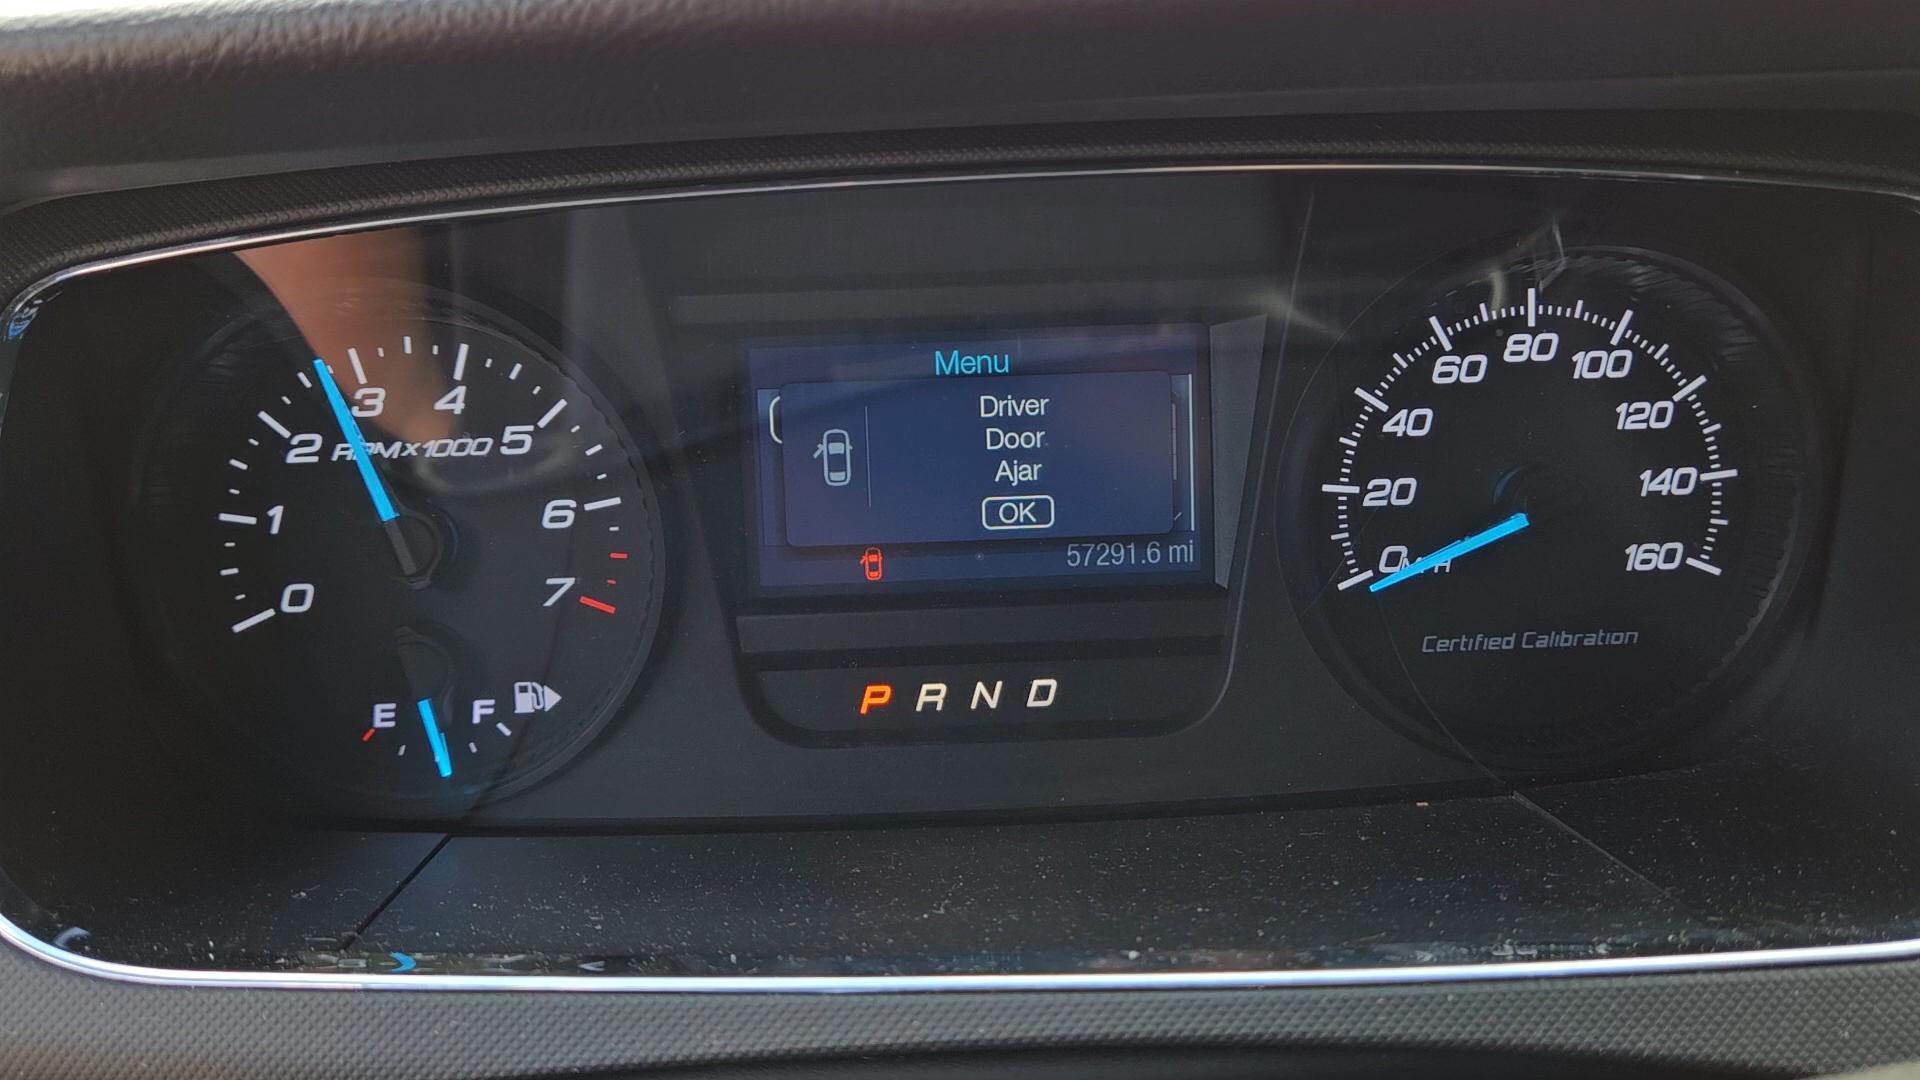 Menu
Driver
Door
Ajar
OK
57291.6 mi
P R N D
0 1 2 3 4 5 6 7
RPMx1000
E F
0 20 40 60 80 100 120 140 160
MPH
Certified Calibration